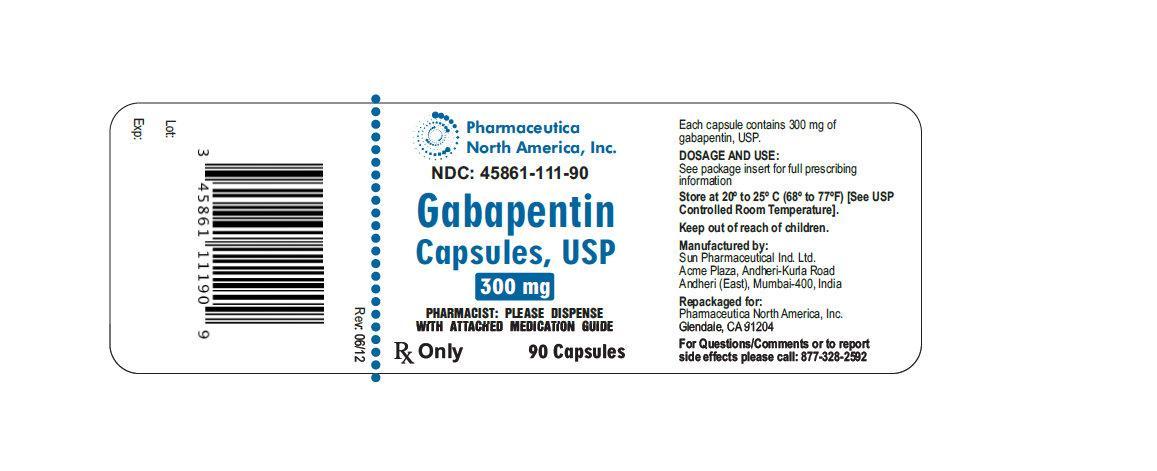 Lot:
Exp:
3 45861 11190 9
Rev: 06/12
Pharmaceutica
North America, Inc.
NDC: 45861-111-90
Gabapentin
Capsules, USP
300 mg
PHARMACIST: PLEASE DISPENSE
WITH ATTACHED MEDICATION GUIDE
Rx Only
90 Capsules
Each capsule contains 300 mg of
gabapentin, USP.
DOSAGE AND USE:
See package insert for full prescribing
information
Store at 20º to 25º C (68º to 77ºF) [See USP
Controlled Room Temperature].
Keep out of reach of children.
Manufactured by:
Sun Pharmaceutical Ind. Ltd.
Acme Plaza, Andheri-Kurla Road
Andheri (East), Mumbai-400, India
Repackaged for:
Pharmaceutica North America, Inc.
Glendale, CA 91204
For Questions/Comments or to report
side effects please call: 877-328-2592